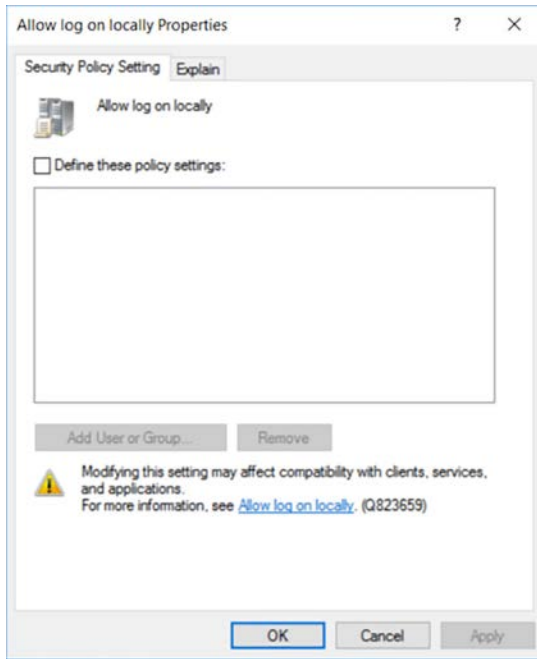 Allow log on locally Properties
Security Policy Setting
Explain
Allow log on locally
Define these policy settings:
Add User or Group...
Remove
Modifying this setting may affect compatibility with clients, services,
and applications.
For more information, see Allow log on locally. (Q823659)
OK
Cancel
Apply